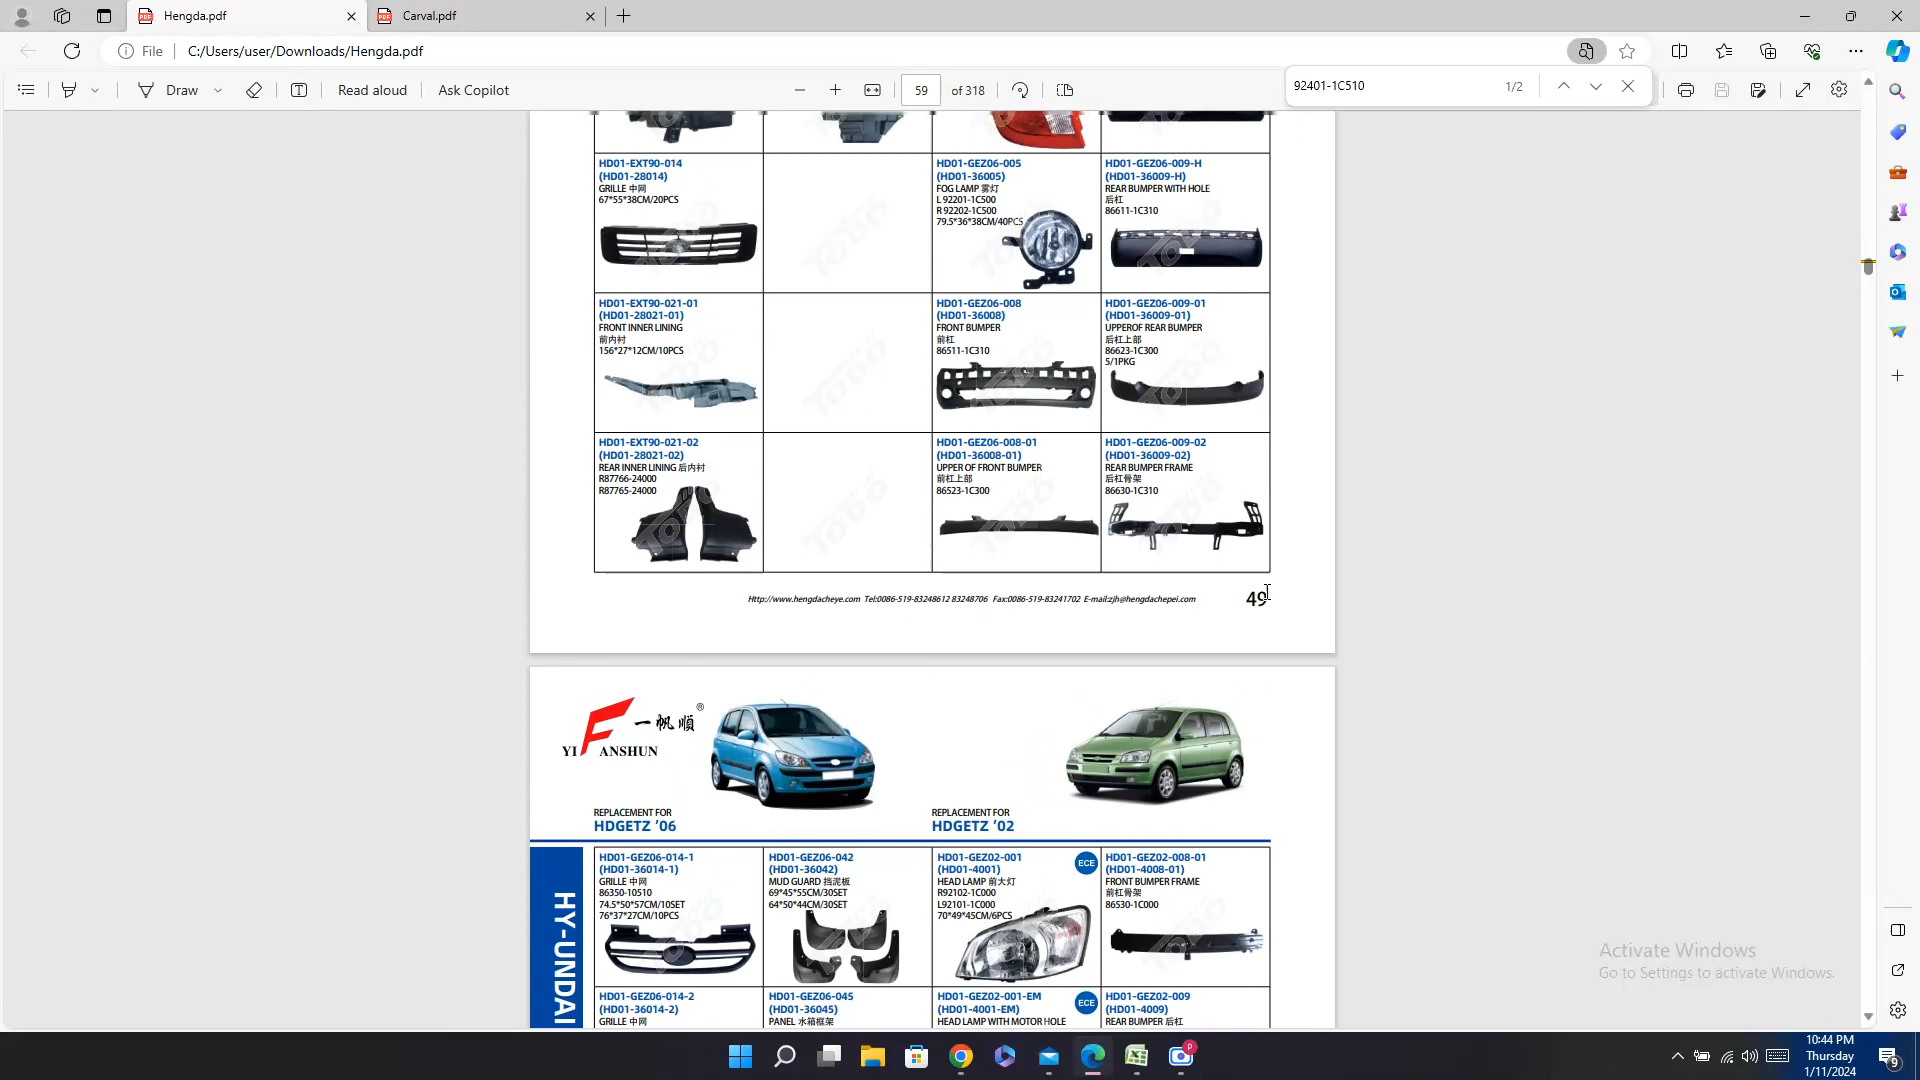 Hengda.pdf
Carval.pdf
File
C:/Users/user/Downloads/Hengda.pdf
Draw
Read aloud
Ask Copilot
59
of 318
92401-1C510
1/2
HD01-EXT90-014
(HD01-28014)
GRILLE 中网
67*55*38CM/20PCS
HD01-GEZ06-005
(HD01-36005)
FOG LAMP 雾灯
L 92201-1C500
R 92202-1C500
79.5*36*38CM/40PCS
HD01-GEZ06-009-H
(HD01-36009-H)
REAR BUMPER WITH HOLE
后杠
86611-1C310
HD01-EXT90-021-01
(HD01-28021-01)
FRONT INNER LINING
前内衬
156*27*12CM/10PCS
HD01-GEZ06-008
(HD01-36008)
FRONT BUMPER
前杠
86511-1C310
HD01-GEZ06-009-01
(HD01-36009-01)
UPPEROF REAR BUMPER
后杠上部
86623-1C300
5/1PKG
HD01-EXT90-021-02
(HD01-28021-02)
REAR INNER LINING 后内衬
R87766-24000
R87765-24000
HD01-GEZ06-008-01
(HD01-36008-01)
UPPER OF FRONT BUMPER
前杠上部
86523-1C300
HD01-GEZ06-009-02
(HD01-36009-02)
REAR BUMPER FRAME
后杠骨架
86630-1C310
Http://www.hengdacheye.com Tel:0086-519-83248612 83248706 Fax:0086-519-83241702 E-mail:zjh@hengdachepei.com
49
YI F ANSHUN
一帆順
®
REPLACEMENT FOR
HDGETZ '06
REPLACEMENT FOR
HDGETZ '02
HY-UNDAI
HD01-GEZ06-014-1
(HD01-36014-1)
GRILLE 中网
86350-10510
74.5*50*57CM/10SET
76*37*27CM/10PCS
HD01-GEZ06-042
(HD01-36042)
MUD GUARD 挡泥板
69*45*55CM/30SET
64*50*44CM/30SET
HD01-GEZ02-001
(HD01-4001)
HEAD LAMP 前大灯
R92102-1C000
L92101-1C000
70*49*45CM/6PCS
ECE
HD01-GEZ02-008-01
(HD01-4008-01)
FRONT BUMPER FRAME
前杠骨架
86530-1C000
HD01-GEZ06-014-2
(HD01-36014-2)
GRILLE 中网
HD01-GEZ06-045
(HD01-36045)
PANEL 水箱框架
HD01-GEZ02-001-EM
(HD01-4001-EM)
HEAD LAMP WITH MOTOR HOLE
ECE
HD01-GEZ02-009
(HD01-4009)
REAR BUMPER 后杠
Activate Windows
Go to Settings to activate Windows.
10:44 PM
Thursday
1/11/2024
9